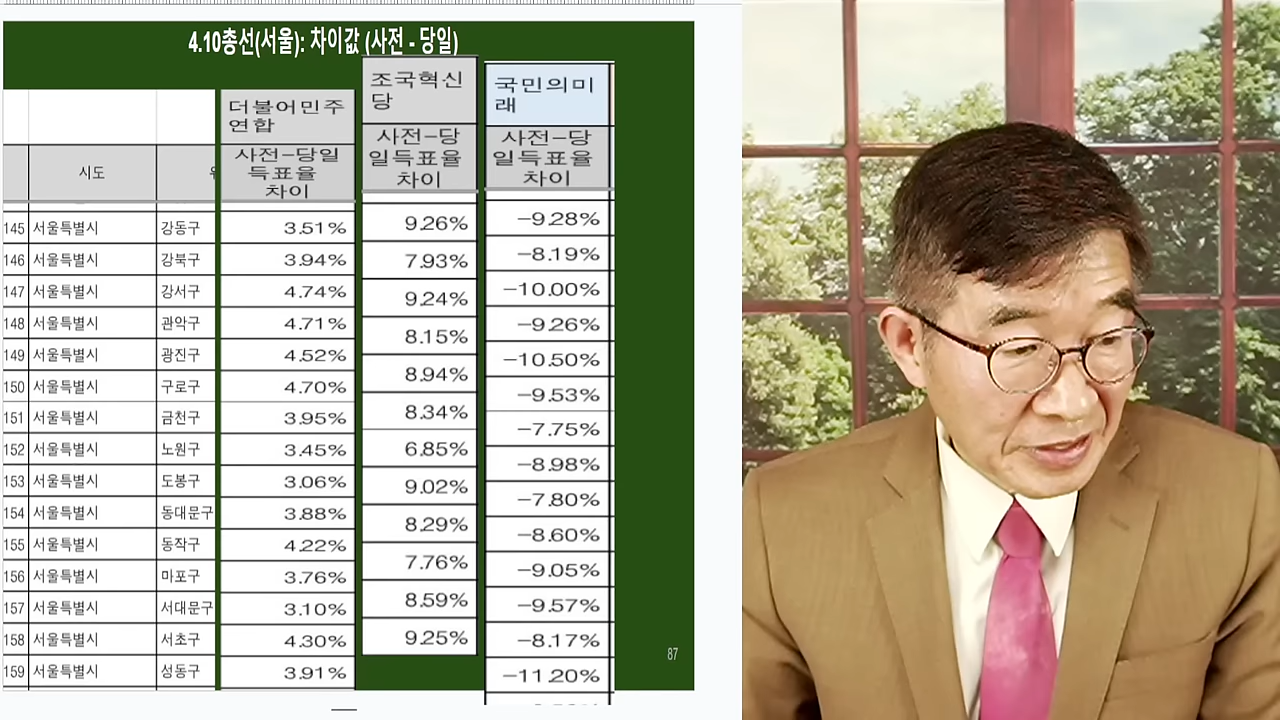 4.10총선(서울): 차이값 (사전 - 당일)
더불어민주
연합
조국혁신
당
국민의미
래
시도
사전-당일
득표율
차이
사전-당
일득표율
차이
사전-당
일득표율
차이
145 서울특별시 강동구 3.51% 9.26% -9.28%
146 서울특별시 강북구 3.94% 7.93% -8.19%
147 서울특별시 강서구 4.74% 9.24% -10.00%
148 서울특별시 관악구 4.71% 8.15% -9.26%
149 서울특별시 광진구 4.52% 8.94% -10.50%
150 서울특별시 구로구 4.70% 8.34% -9.53%
151 서울특별시 금천구 3.95% 6.85% -7.75%
152 서울특별시 노원구 3.45% 9.02% -8.98%
153 서울특별시 도봉구 3.06% 8.29% -7.80%
154 서울특별시 동대문구 3.88% 7.76% -8.60%
155 서울특별시 동작구 4.22% 8.59% -9.05%
156 서울특별시 마포구 3.76% 9.25% -9.57%
157 서울특별시 서대문구 3.10% -8.17%
158 서울특별시 서초구 4.30% -11.20%
159 서울특별시 성동구 3.91%
87